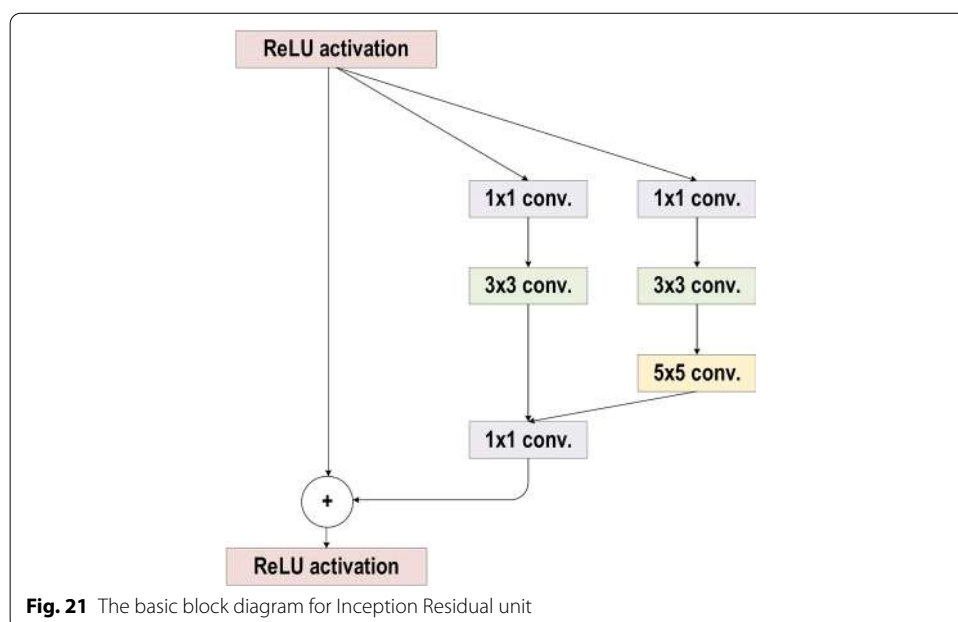 ReLU activation
1x1 conv.
1x1 conv.
3x3 conv.
3x3 conv.
5x5 conv.
1x1 conv.
+
ReLU activation
Fig. 21 The basic block diagram for Inception Residual unit